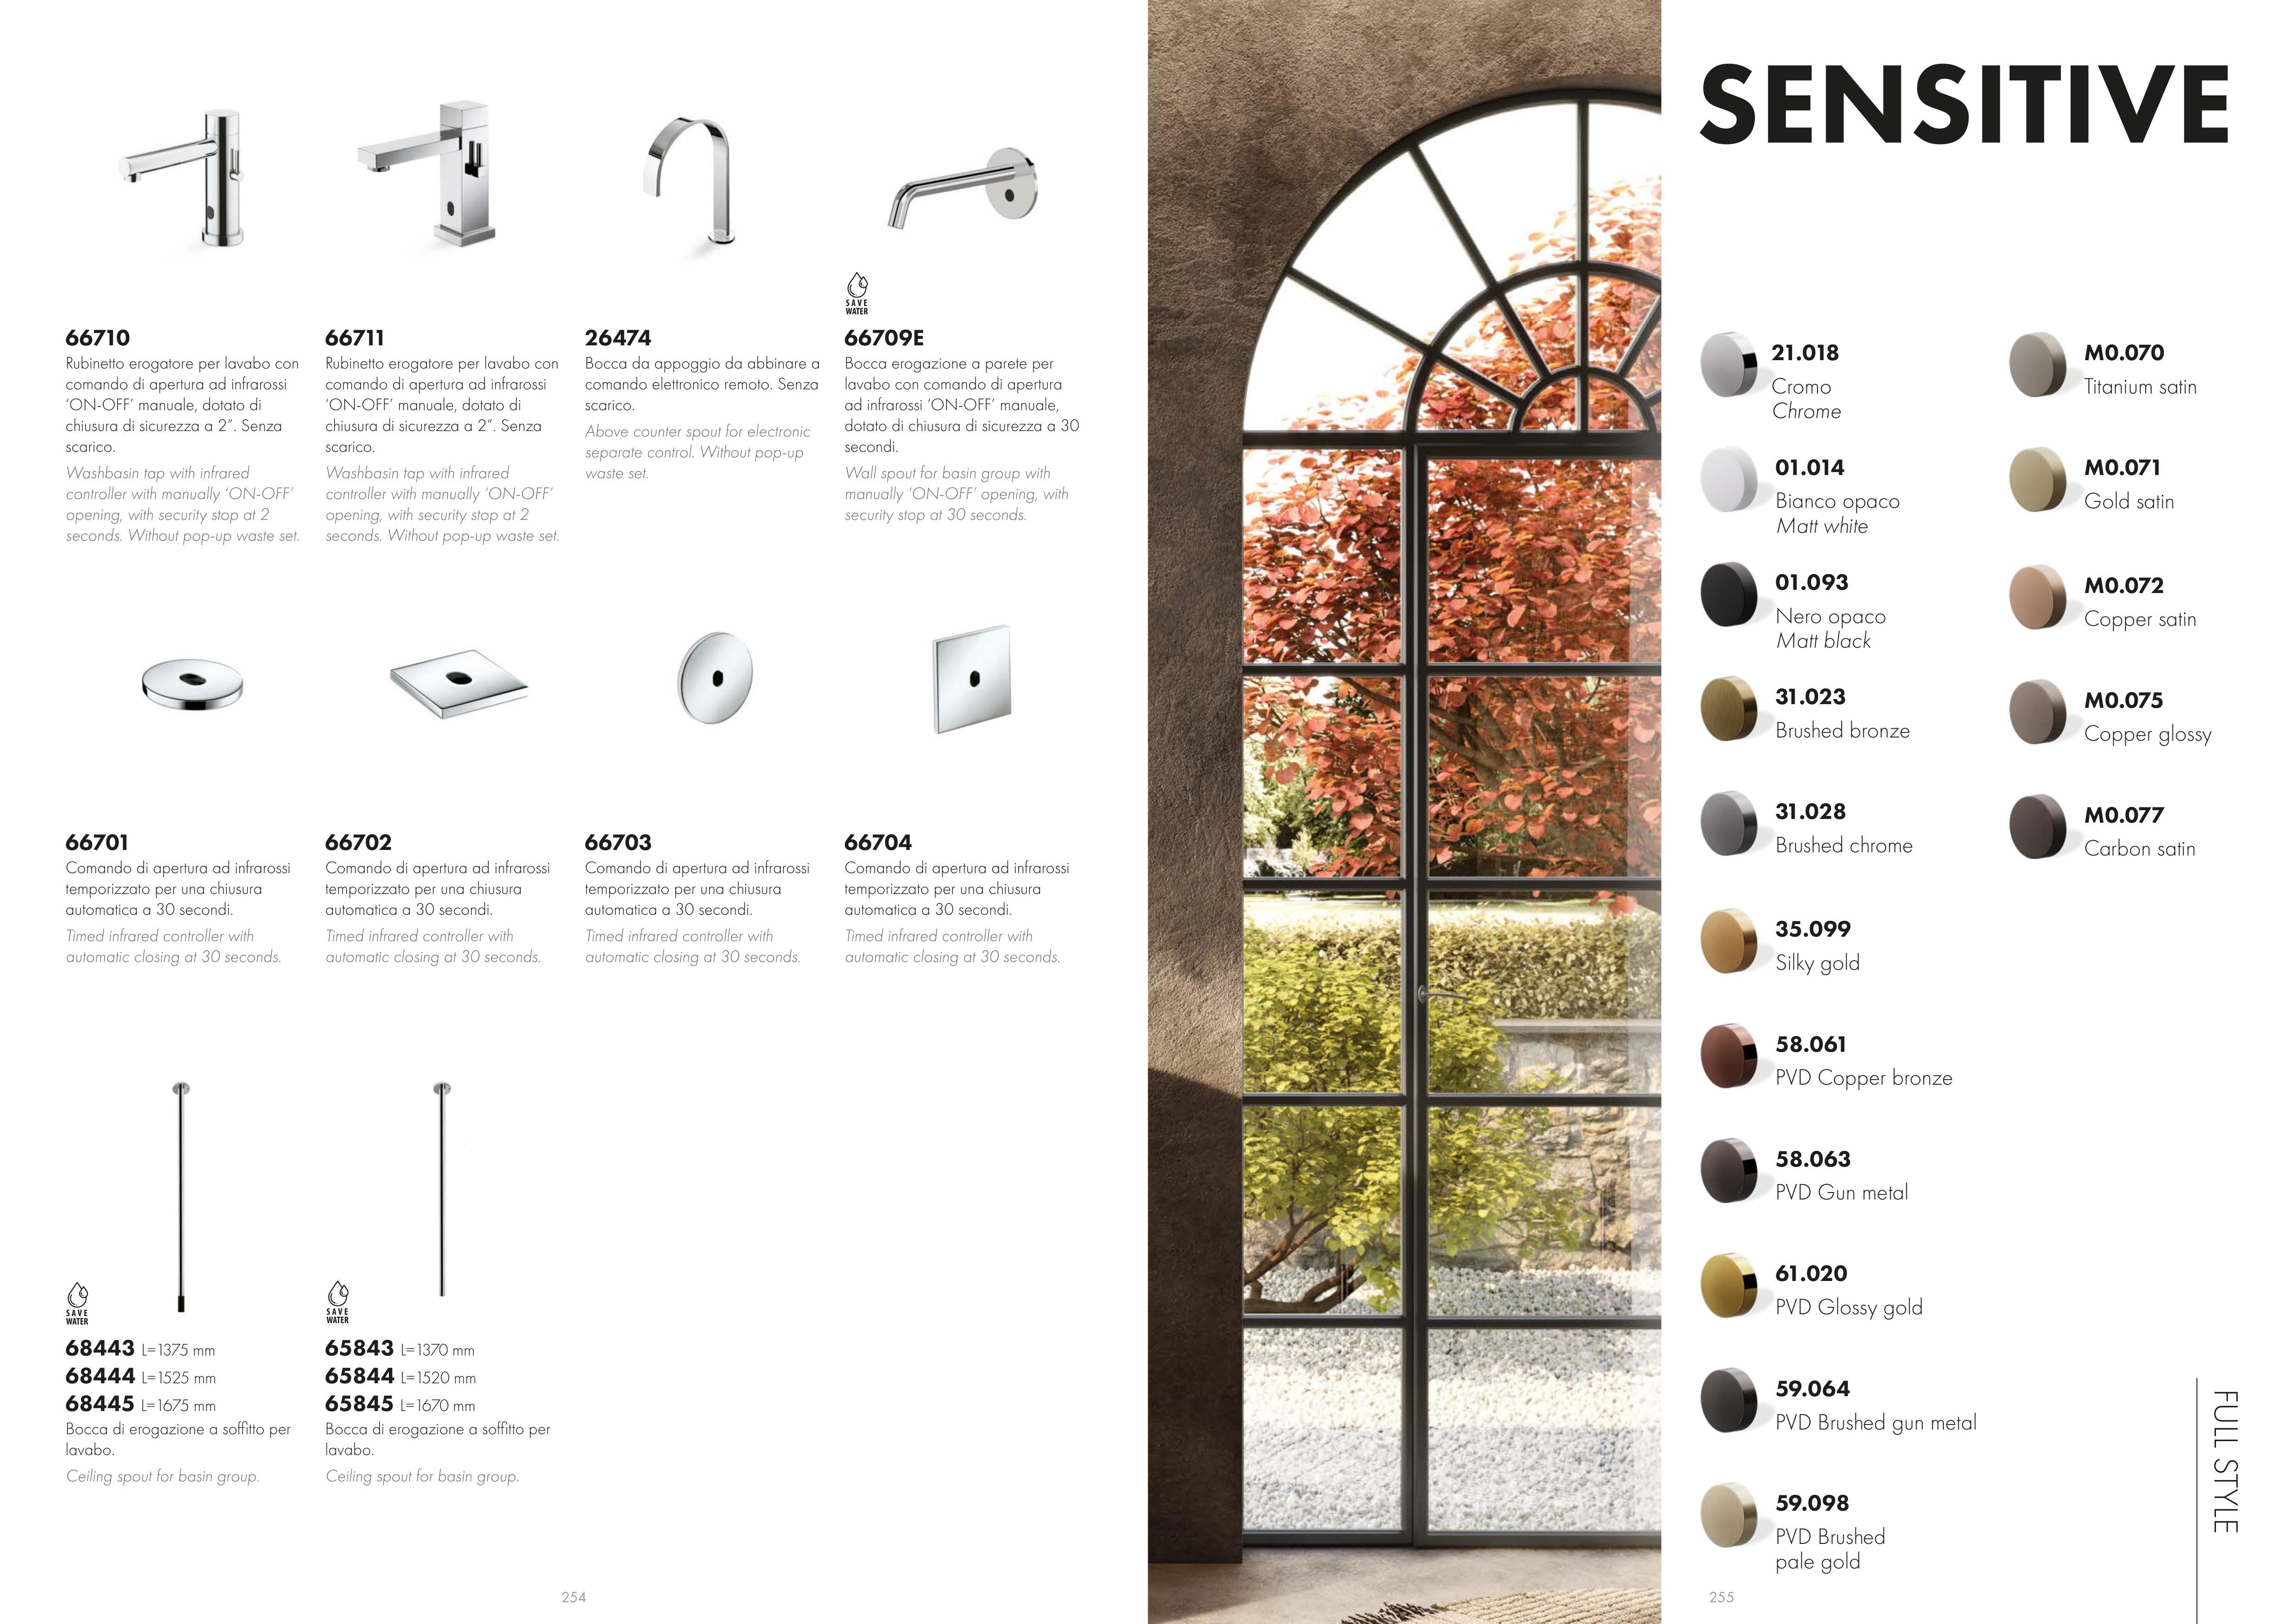 66710
Rubinetto erogatore per lavabo con
comando di apertura ad infrarossi
‘ON-OFF’ manuale, dotato di
chiusura di sicurezza a 2”. Senza
scarico.
Washbasin tap with infrared
controller with manually ‘ON-OFF’
opening, with security stop at 2
seconds. Without pop-up waste set.
66711
Rubinetto erogatore per lavabo con
comando di apertura ad infrarossi
‘ON-OFF’ manuale, dotato di
chiusura di sicurezza a 2”. Senza
scarico.
Washbasin tap with infrared
controller with manually ‘ON-OFF’
opening, with security stop at 2
seconds. Without pop-up waste set.
26474
Bocca da appoggio da abbinare a
comando elettronico remoto. Senza
scarico.
Above counter spout for electronic
separate control. Without pop-up
waste set.
SAVE
WATER
66709E
Bocca erogazione a parete per
lavabo con comando di apertura
ad infrarossi ‘ON-OFF’ manuale,
dotato di chiusura di sicurezza a 30
secondi.
Wall spout for basin group with
manually ‘ON-OFF’ opening, with
security stop at 30 seconds.
66701
Comando di apertura ad infrarossi
temporizzato per una chiusura
automatica a 30 secondi.
Timed infrared controller with
automatic closing at 30 seconds.
66702
Comando di apertura ad infrarossi
temporizzato per una chiusura
automatica a 30 secondi.
Timed infrared controller with
automatic closing at 30 seconds.
66703
Comando di apertura ad infrarossi
temporizzato per una chiusura
automatica a 30 secondi.
Timed infrared controller with
automatic closing at 30 seconds.
66704
Comando di apertura ad infrarossi
temporizzato per una chiusura
automatica a 30 secondi.
Timed infrared controller with
automatic closing at 30 seconds.
SAVE
WATER
68443 L=1375 mm
68444 L=1525 mm
68445 L=1675 mm
Bocca di erogazione a soffitto per
lavabo.
Ceiling spout for basin group.
SAVE
WATER
65843 L=1370 mm
65844 L=1520 mm
65845 L=1670 mm
Bocca di erogazione a soffitto per
lavabo.
Ceiling spout for basin group.
254
SENSITIVE
21.018
Cromo
Chrome
01.014
Bianco opaco
Matt white
01.093
Nero opaco
Matt black
31.023
Brushed bronze
31.028
Brushed chrome
35.099
Silky gold
58.061
PVD Copper bronze
58.063
PVD Gun metal
61.020
PVD Glossy gold
59.064
PVD Brushed gun metal
59.098
PVD Brushed
pale gold
M0.070
Titanium satin
M0.071
Gold satin
M0.072
Copper satin
M0.075
Copper glossy
M0.077
Carbon satin
FULL STYLE
255